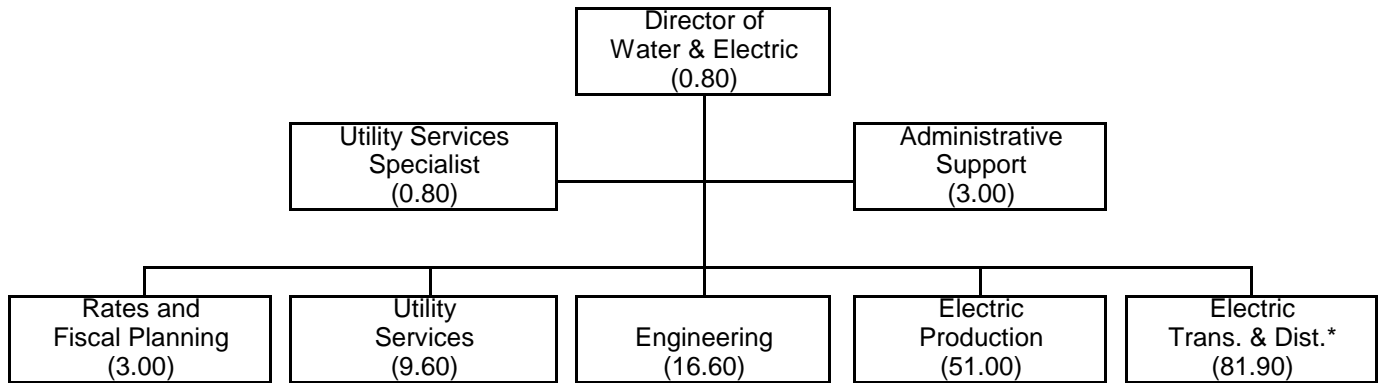 Director of
Water & Electric
(0.80)
Utility Services
Specialist
(0.80)
Administrative
Support
(3.00)
Rates and
Fiscal Planning
(3.00)
Utility
Services
(9.60)
Engineering
(16.60)
Electric
Production
(51.00)
Electric
Trans. & Dist.*
(81.90)